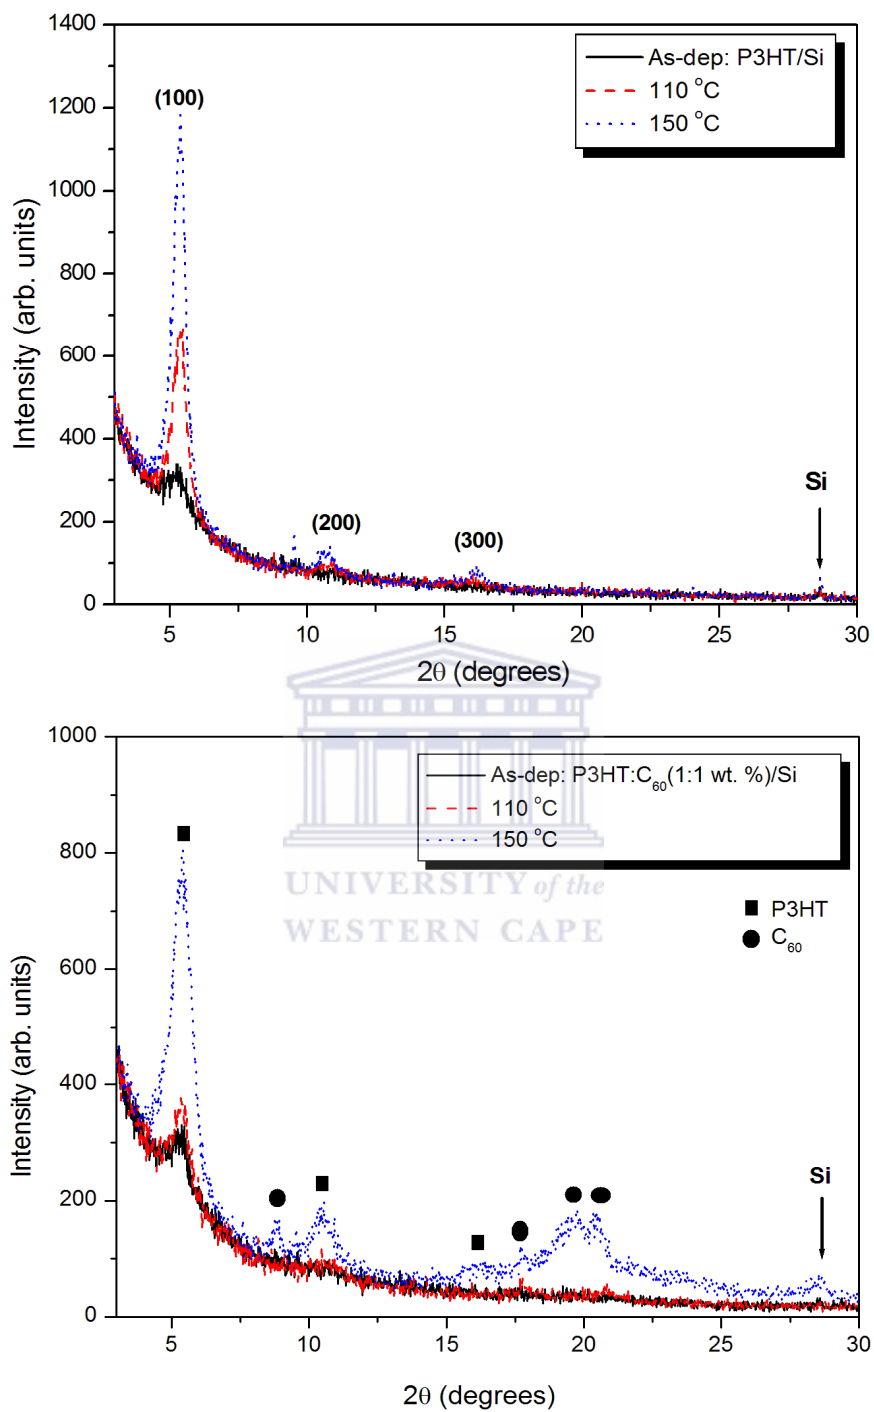 1400
As-dep: P3HT/Si
110 °C
150 °C
(100)
1200
1000
800
600
400
200
0
Intensity (arb. units)
(200)
(300)
Si
5
10
15
20
25
30
2θ (degrees)
1000
As-dep: P3HT:C60(1:1 wt. %)/Si
110 °C
150 °C
800
UNIVERSITY of the
WESTERN CAPE
P3HT
C60
600
400
200
0
Intensity (arb. units)
Si
5
10
15
20
25
30
2θ (degrees)